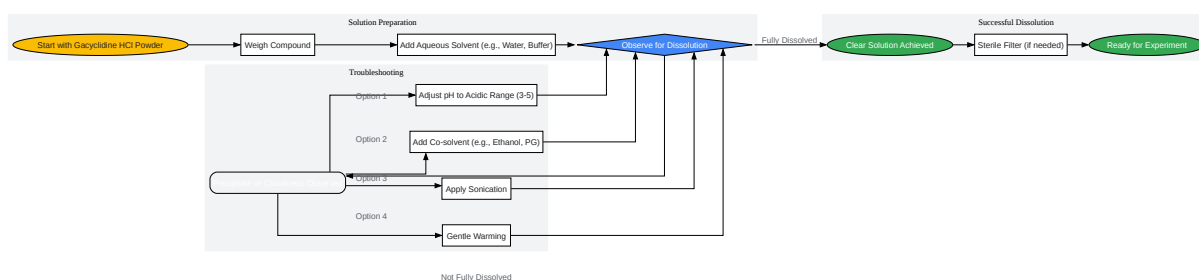 Solution Preparation
Successful Dissolution
Start with Gacyclidine HCl Powder
Weigh Compound
Add Aqueous Solvent (e.g., Water, Buffer)
Observe for Dissolution
Fully Dissolved
Clear Solution Achieved
Sterile Filter (if needed)
Ready for Experiment
Troubleshooting
Option 1
Adjust pH to Acidic Range (3-5)
Option 2
Add Co-solvent (e.g., Ethanol, PG)
Option 3
Apply Sonication
Option 4
Gentle Warming
Not Fully Dissolved